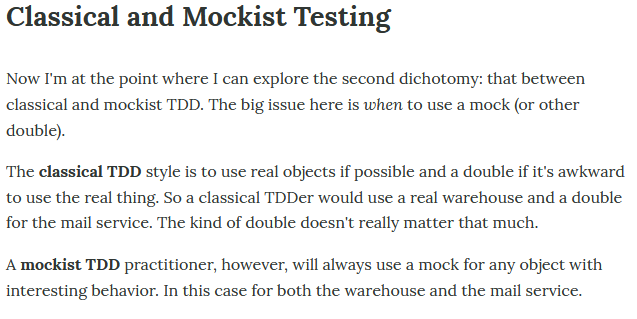 Classical and Mockist Testing
Now I'm at the point where I can explore the second dichotomy: that between
classical and mockist TDD. The big issue here is when to use a mock (or other
double).
The classical TDD style is to use real objects if possible and a double if it's awkward
to use the real thing. So a classical TDDer would use a real warehouse and a double
for the mail service. The kind of double doesn't really matter that much.
A mockist TDD practitioner, however, will always use a mock for any object with
interesting behavior. In this case for both the warehouse and the mail service.